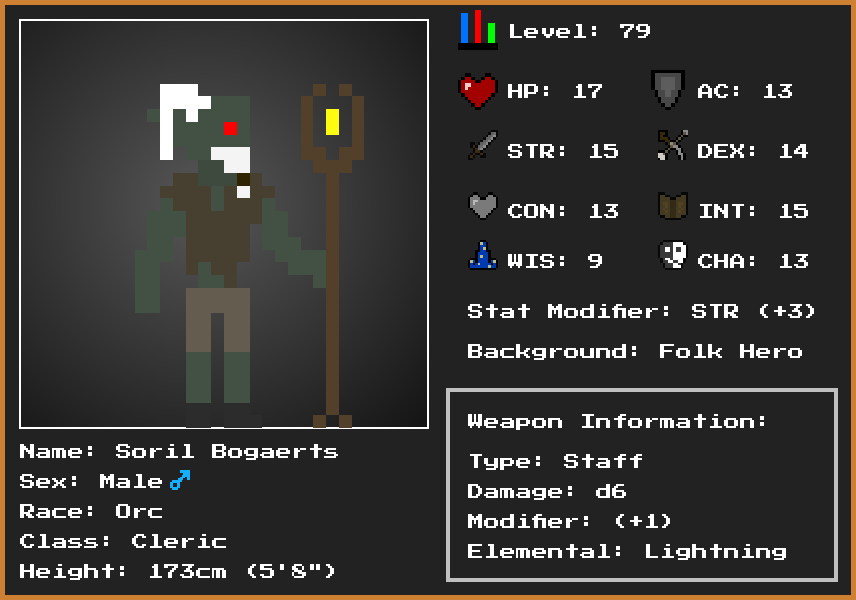 Level: 79
HP: 17
AC: 13
STR: 15
DEX: 14
CON: 13
INT: 15
WIS: 9
CHA: 13
Stat Modifier: STR (+3)
Background: Folk Hero
Weapon Information:
Type: Staff
Damage: d6
Modifier: (+1)
Elemental: Lightning
Name: Soril Bogaerts
Sex: Male♂
Race: Orc
Class: Cleric
Height: 173cm (5'8")